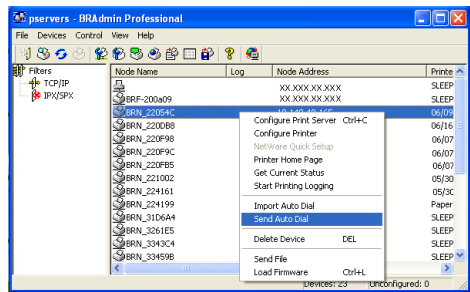 pservers - BRAdmin Professional
File Devices Control View Help
Filters
TCP/IP
IPX/SPX
Node Name Log Node Address Printe
XX.XXX.XX.XXX SLEEP
BRF-200a09 XX.XXX.XX.XXX SLEEP
BRN_22054C 06/09
BRN_220DB8 06/16
BRN_220F98 06/07
BRN_220F9C 06/07
BRN_220FB5 06/07
BRN_221002 05/30
BRN_224161 05/3C
BRN_224199 Paper
BRN_31D6A4 SLEEP
BRN_3261E5 SLEEP
BRN_3343C4 SLEEP
BRN_33459B SLEEP
Configure Print Server Ctrl+C
Configure Printer
NetWare Quick Setup
Printer Home Page
Get Current Status
Start Printing Logging
Import Auto Dial
Send Auto Dial
Delete Device DEL
Send File
Load Firmware Ctrl+L
Devices: 23 Unconfigured: 0